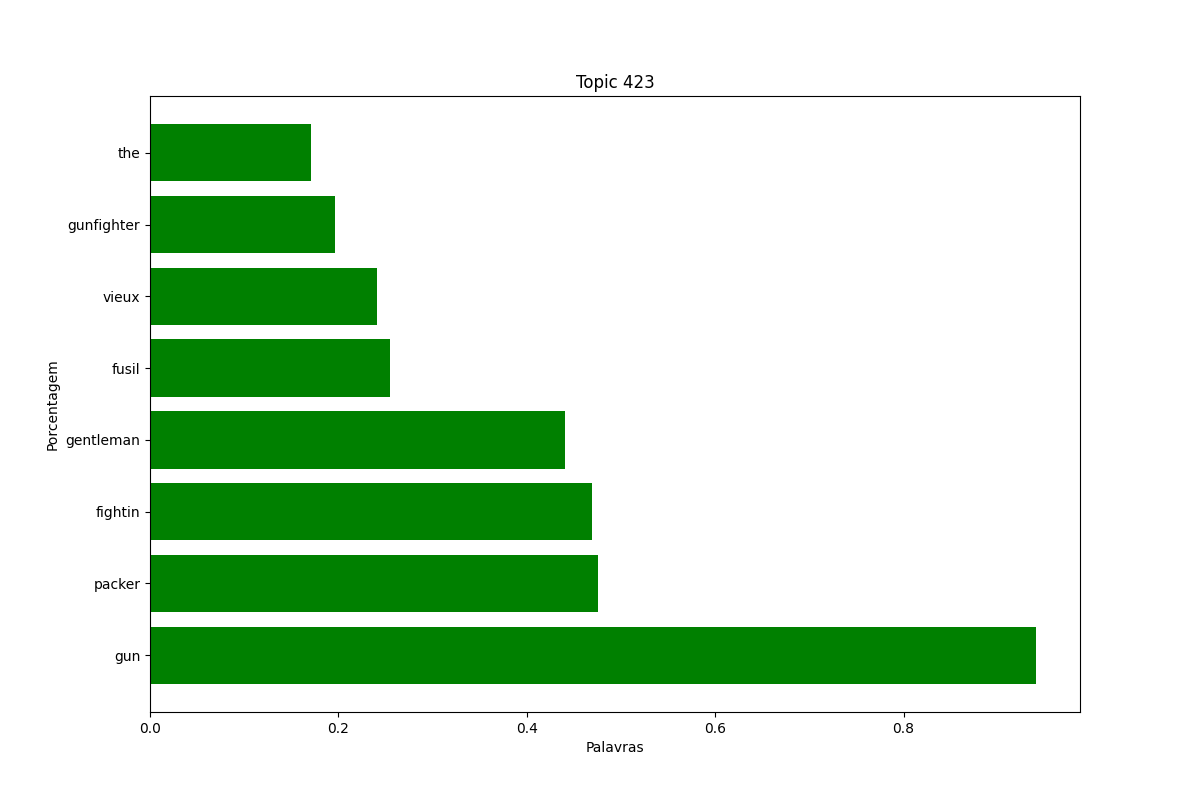 Topic 423
the
gunfighter
vieux
fusil
gentleman
fightin
packer
gun
Porcentagem
0.0 0.2 0.4 0.6 0.8
Palavras